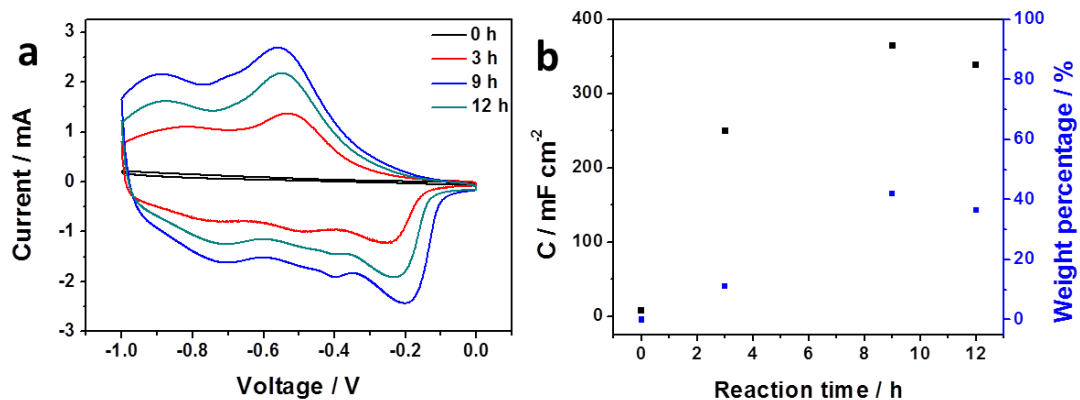 a
0 h
3 h
9 h
12 h
3
2
1
0
-1
-2
-3
Current / mA
-1.0 -0.8 -0.6 -0.4 -0.2 0.0
Voltage / V
b
400
300
200
100
0
C / mF cm-2
100
80
60
40
20
0
Weight percentage / %
0 2 4 6 8 10 12
Reaction time / h